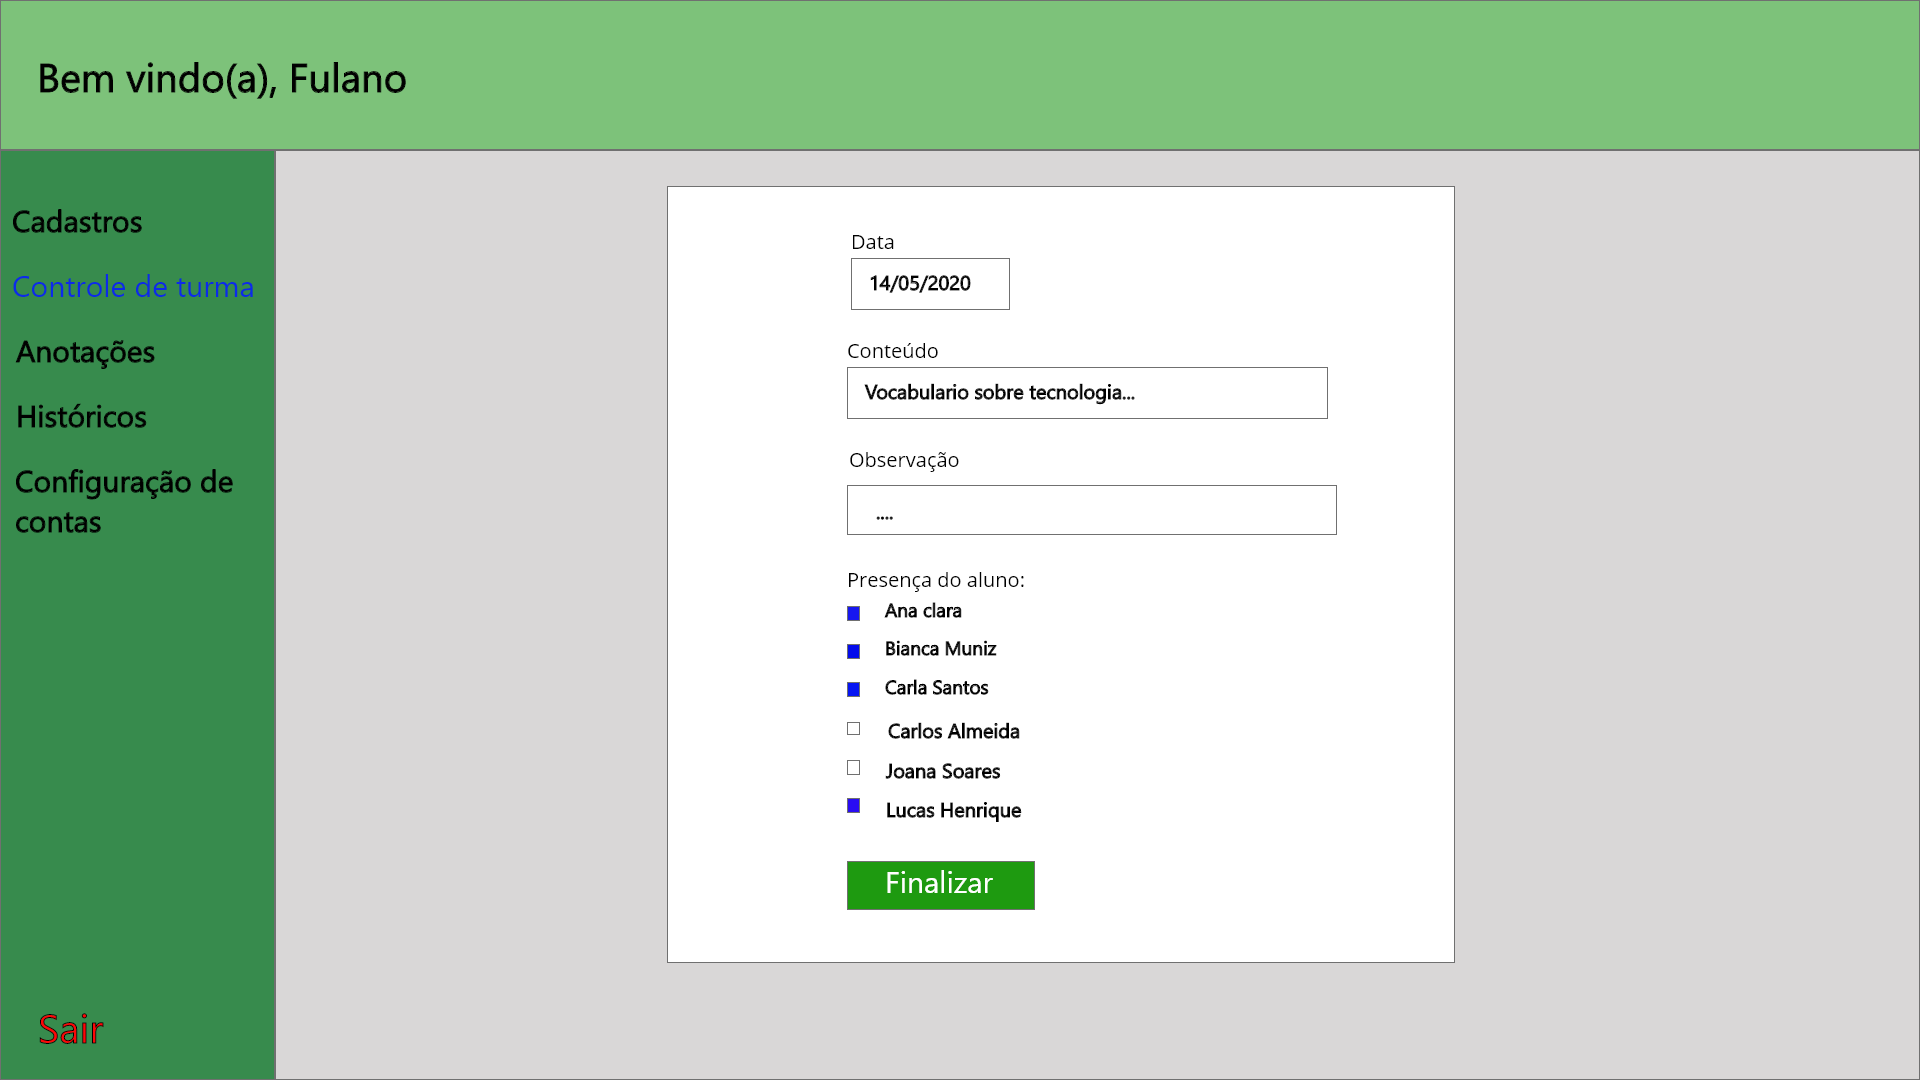 Bem vindo(a), Fulano
Cadastros
Controle de turma
Anotações
Históricos
Configuração de
contas
Sair
Data
14/05/2020
Conteúdo
Vocabulario sobre tecnologia...
Observação
....
Presença do aluno:
Ana clara
Bianca Muniz
Carla Santos
Carlos Almeida
Joana Soares
Lucas Henrique
Finalizar